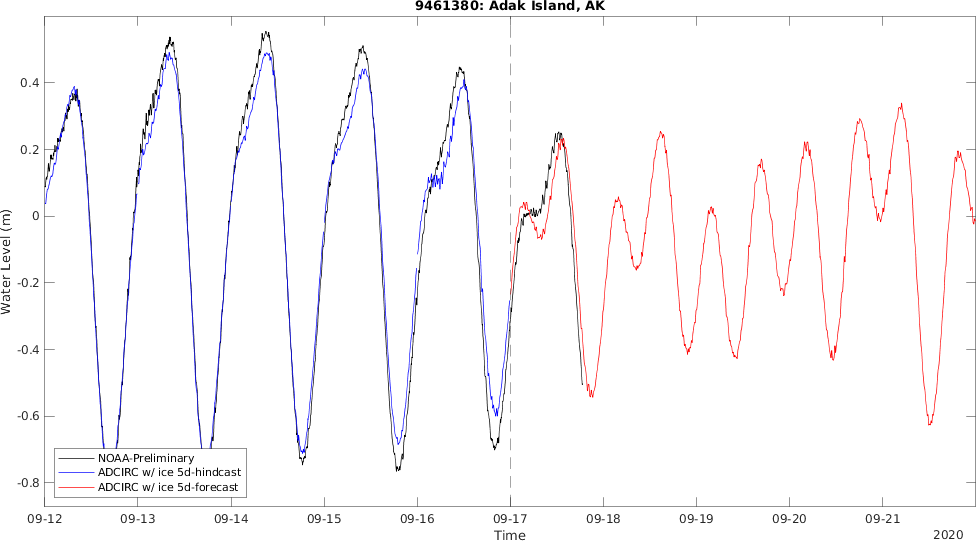 9461380: Adak Island, AK
Water Level (m)
0.4
0.2
0
-0.2
-0.4
-0.6
-0.8
NOAA-Preliminary
ADCIRC w/ ice 5d-hindcast
ADCIRC w/ ice 5d-forecast
09-12 09-13 09-14 09-15 09-16 09-17 09-18 09-19 09-20 09-21
Time
2020